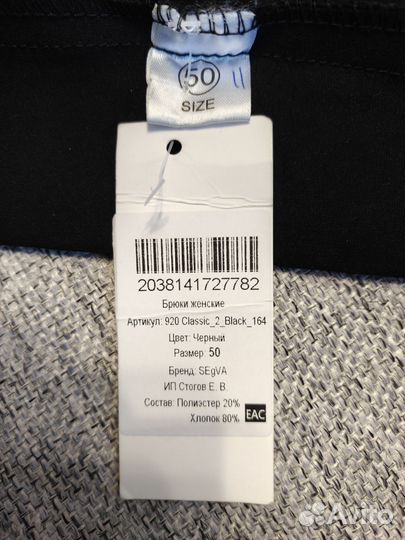 50
11
SIZE
2038141727782
Брюки женские
Артикул: 920 Classic_2_Black_164
Цвет: Черный
Размер: 50
Бренд: SEgVA
ИП Стогов Е. В.
Состав: Полиэстер 20%
Хлопок 80%
EAC
Avito